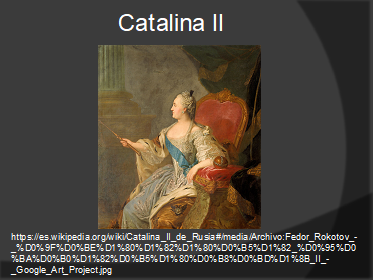 Catalina II
https://es.wikipedia.org/wiki/Catalina_II_de_Rusia#/media/Archivo:Fedor_Rokotov_-
_%D0%9F%D0%BE%D1%80%D1%82%D1%80%D0%B5%D1%82_%D0%95%D0
%BA%D0%B0%D1%82%D0%B5%D1%80%D0%B8%D0%BD%D1%8B_II_-
_Google_Art_Project.jpg